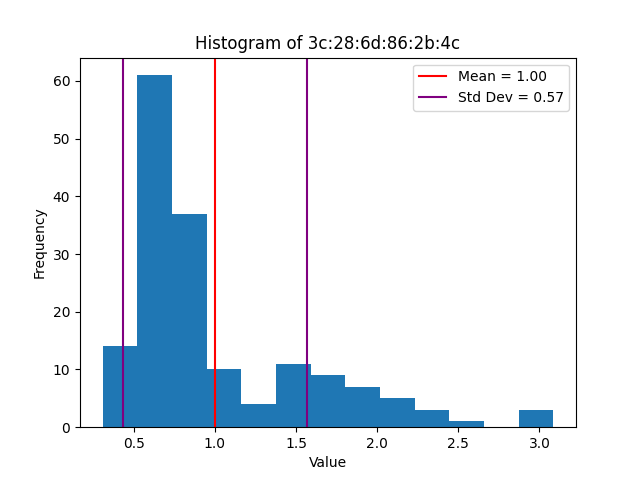 Histogram of 3c:28:6d:86:2b:4c
Mean = 1.00
Std Dev = 0.57
Frequency
60
50
40
30
20
10
0
0.5 1.0 1.5 2.0 2.5 3.0
Value